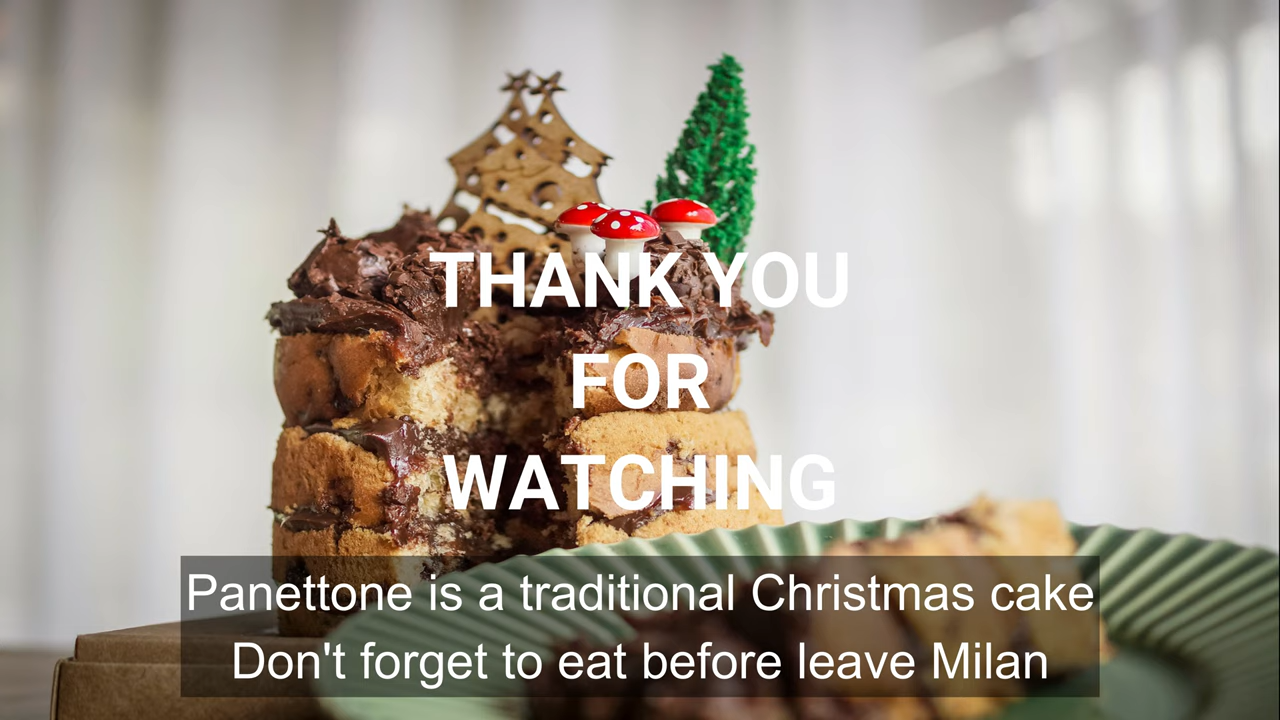 THANK YOU
FOR
WATCHING
Panettone is a traditional Christmas cake
Don't forget to eat before leave Milan